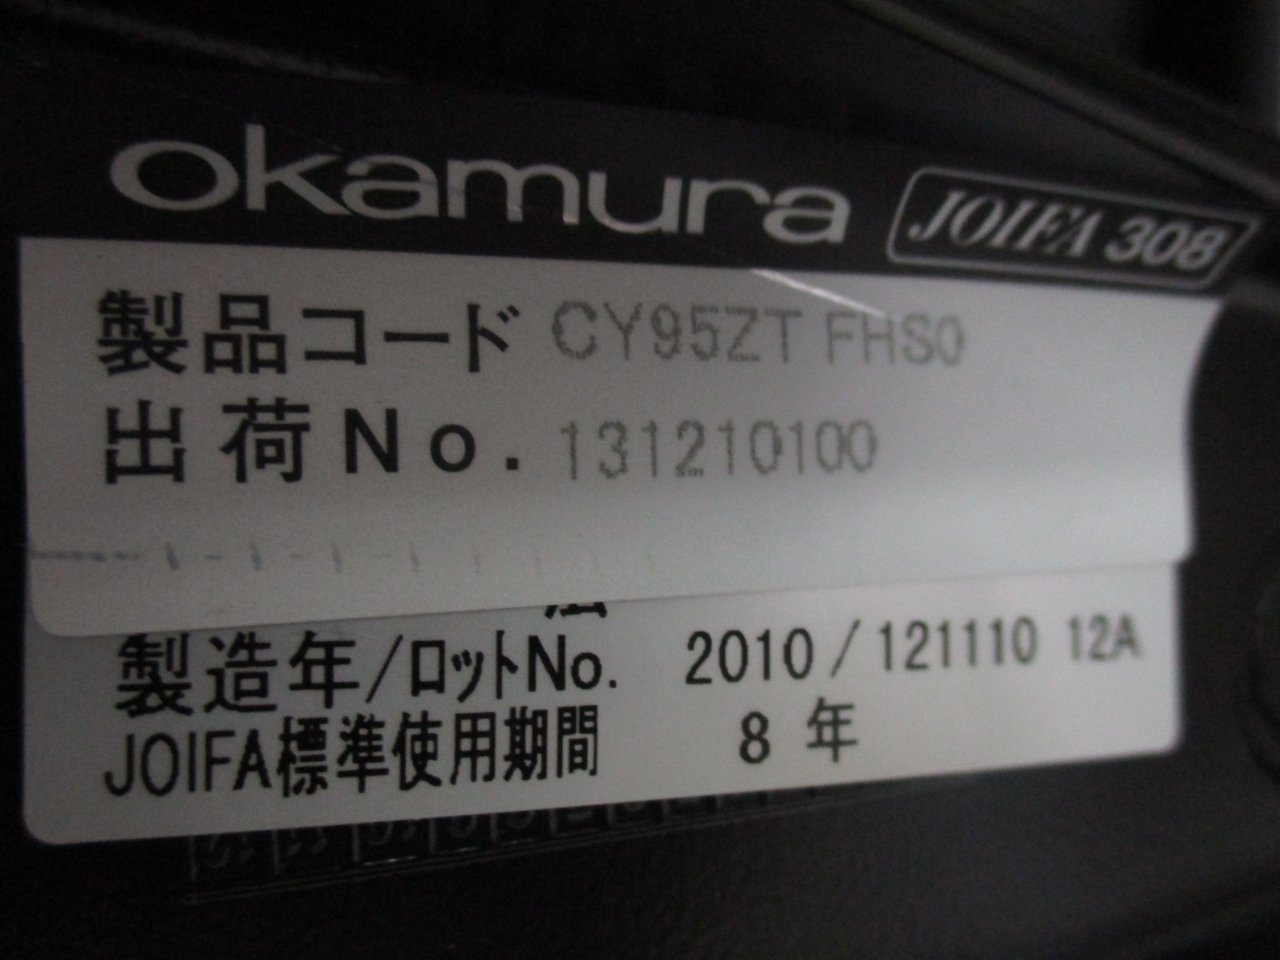 okamura JOIFA 308
製品コード CY95ZT FHS0
出荷No. 131210100
製造年/ロットNo. 2010/121110 12A
JOIFA標準使用期間 8年